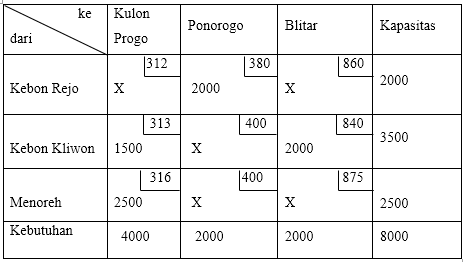 ke
dari
Kulon
Progo
Ponorogo
Blitar
Kapasitas
312
380
860
Kebon Rejo
X
2000
X
2000
313
400
840
Kebon Kliwon
1500
X
2000
3500
316
400
875
Menoreh
2500
X
X
2500
Kebutuhan
4000
2000
2000
8000